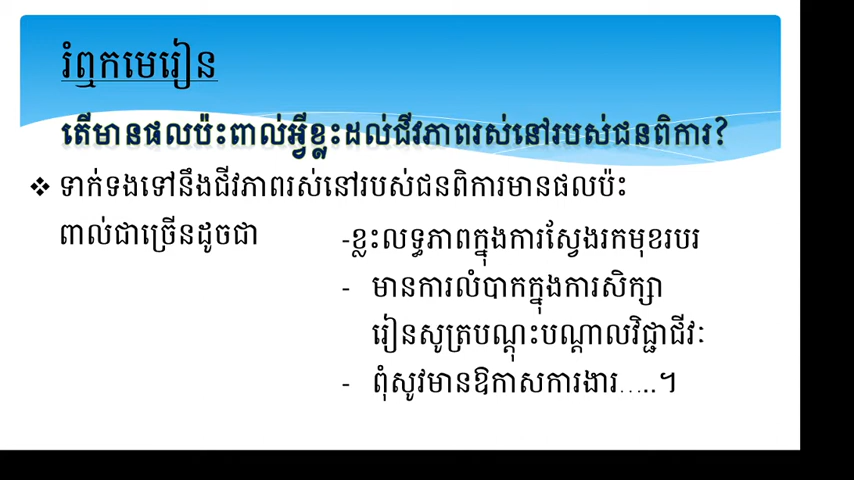 រំឮកមេរៀន
តើមានផលប៉ះពាល់អ្វីខ្លះដល់ជីវភាពរស់នៅរបស់ជនពិការ?
❖ ទាក់ទងទៅនឹងជីវភាពរស់នៅរបស់ជនពិការមានផលប៉ះ
ពាល់ជាច្រើនដូចជា
-ខ្វះលទ្ធភាពក្នុងការស្វែងរកមុខរបរ
- មានការលំបាកក្នុងការសិក្សា
រៀនសូត្របណ្តុះបណ្តាលវិជ្ជាជីវៈ
- ពុំសូវមានឱកាសការងារ.....។